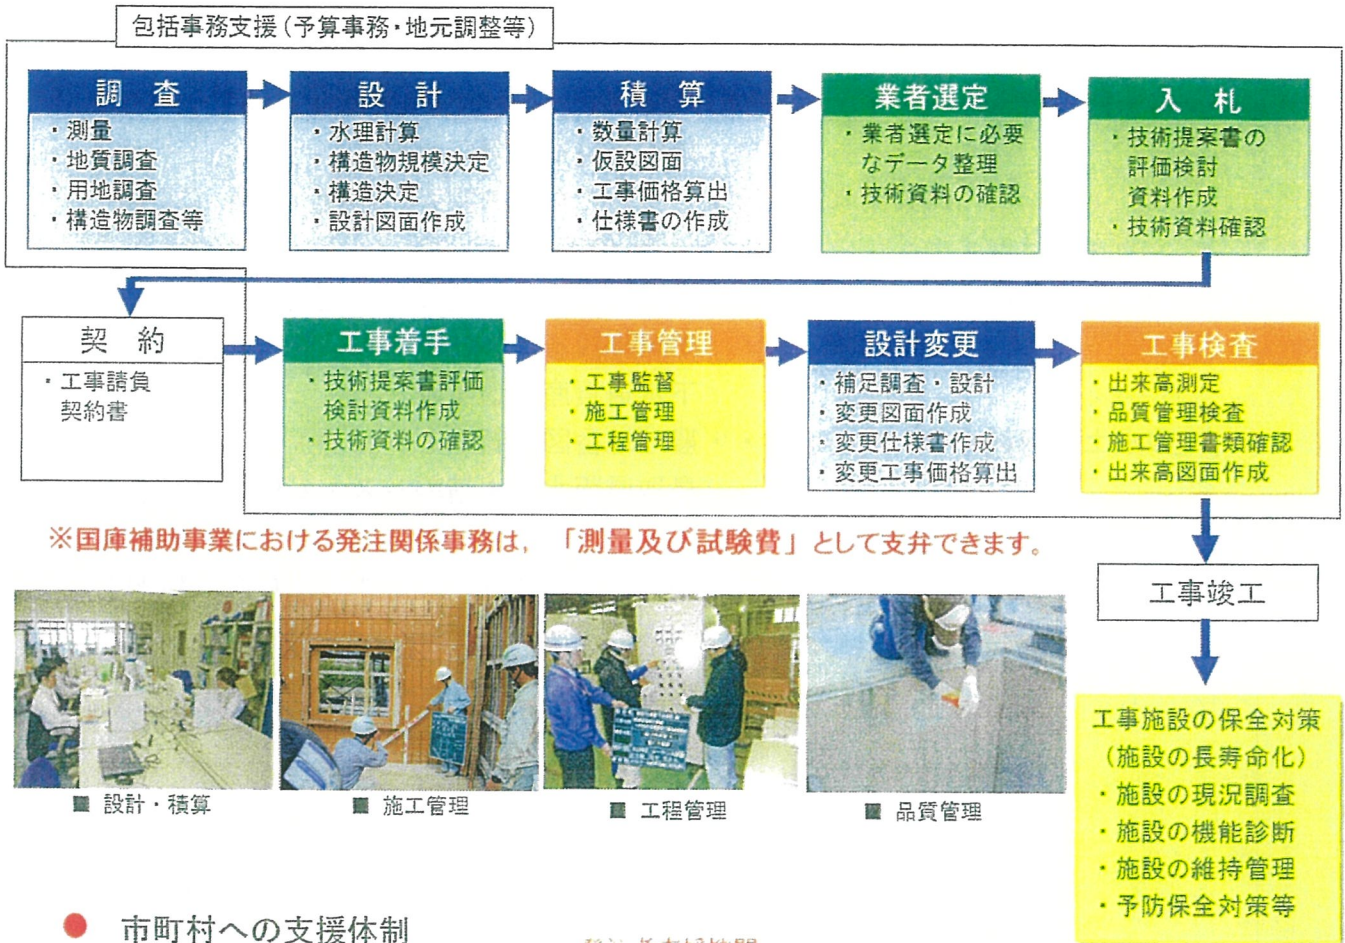 包括事務支援(予算事務・地元調整等)
調 査
・測量
・地質調査
・用地調査
・構造物調査等
設 計
・水理計算
・構造物規模決定
・構造決定
・設計図面作成
積 算
・数量計算
・仮設図面
・工事価格算出
・仕様書の作成
業者選定
・業者選定に必要
なデータ整理
・技術資料の確認
入 札
・技術提案書の
評価検討
資料作成
・技術資料確認
契 約
・工事請負
契約書
工事着手
・技術提案書評価
検討資料作成
・技術資料の確認
工事管理
・工事監督
・施工管理
・工程管理
設計変更
・補足調査・設計
・変更図面作成
・変更仕様書作成
・変更工事価格算出
工事検査
・出来高測定
・品質管理検査
・施工管理書類確認
・出来高図面作成
※国庫補助事業における発注関係事務は,「測量及び試験費」として支弁できます。
工事竣工
工事施設の保全対策
(施設の長寿命化)
・施設の現況調査
・施設の機能診断
・施設の維持管理
・予防保全対策等
■ 設計・積算
■ 施工管理
■ 工程管理
■ 品質管理
● 市町村への支援体制